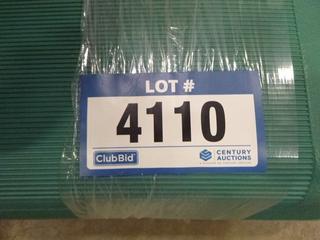 LOT #
4110
ClubBid
CENTURY
AUCTIONS